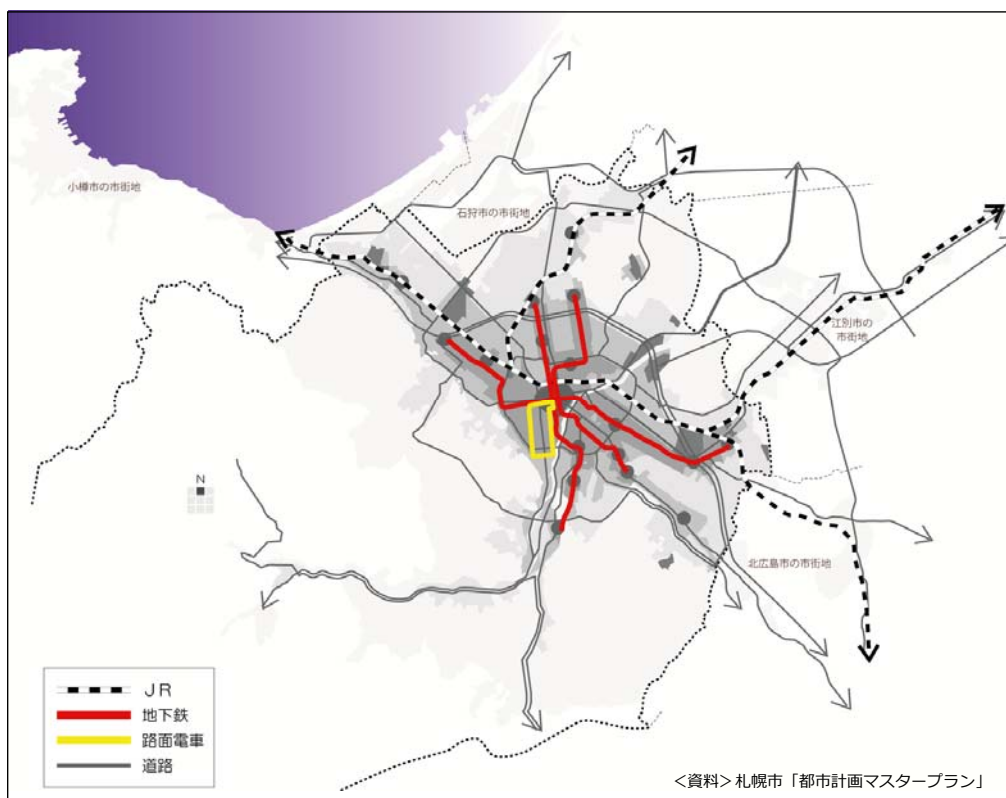 小樽市の市街地
石狩市の市街地
江別市の
市街地
N
北広島市の市街地
JR
地下鉄
路面電車
道路
<資料>札幌市「都市計画マスタープラン」